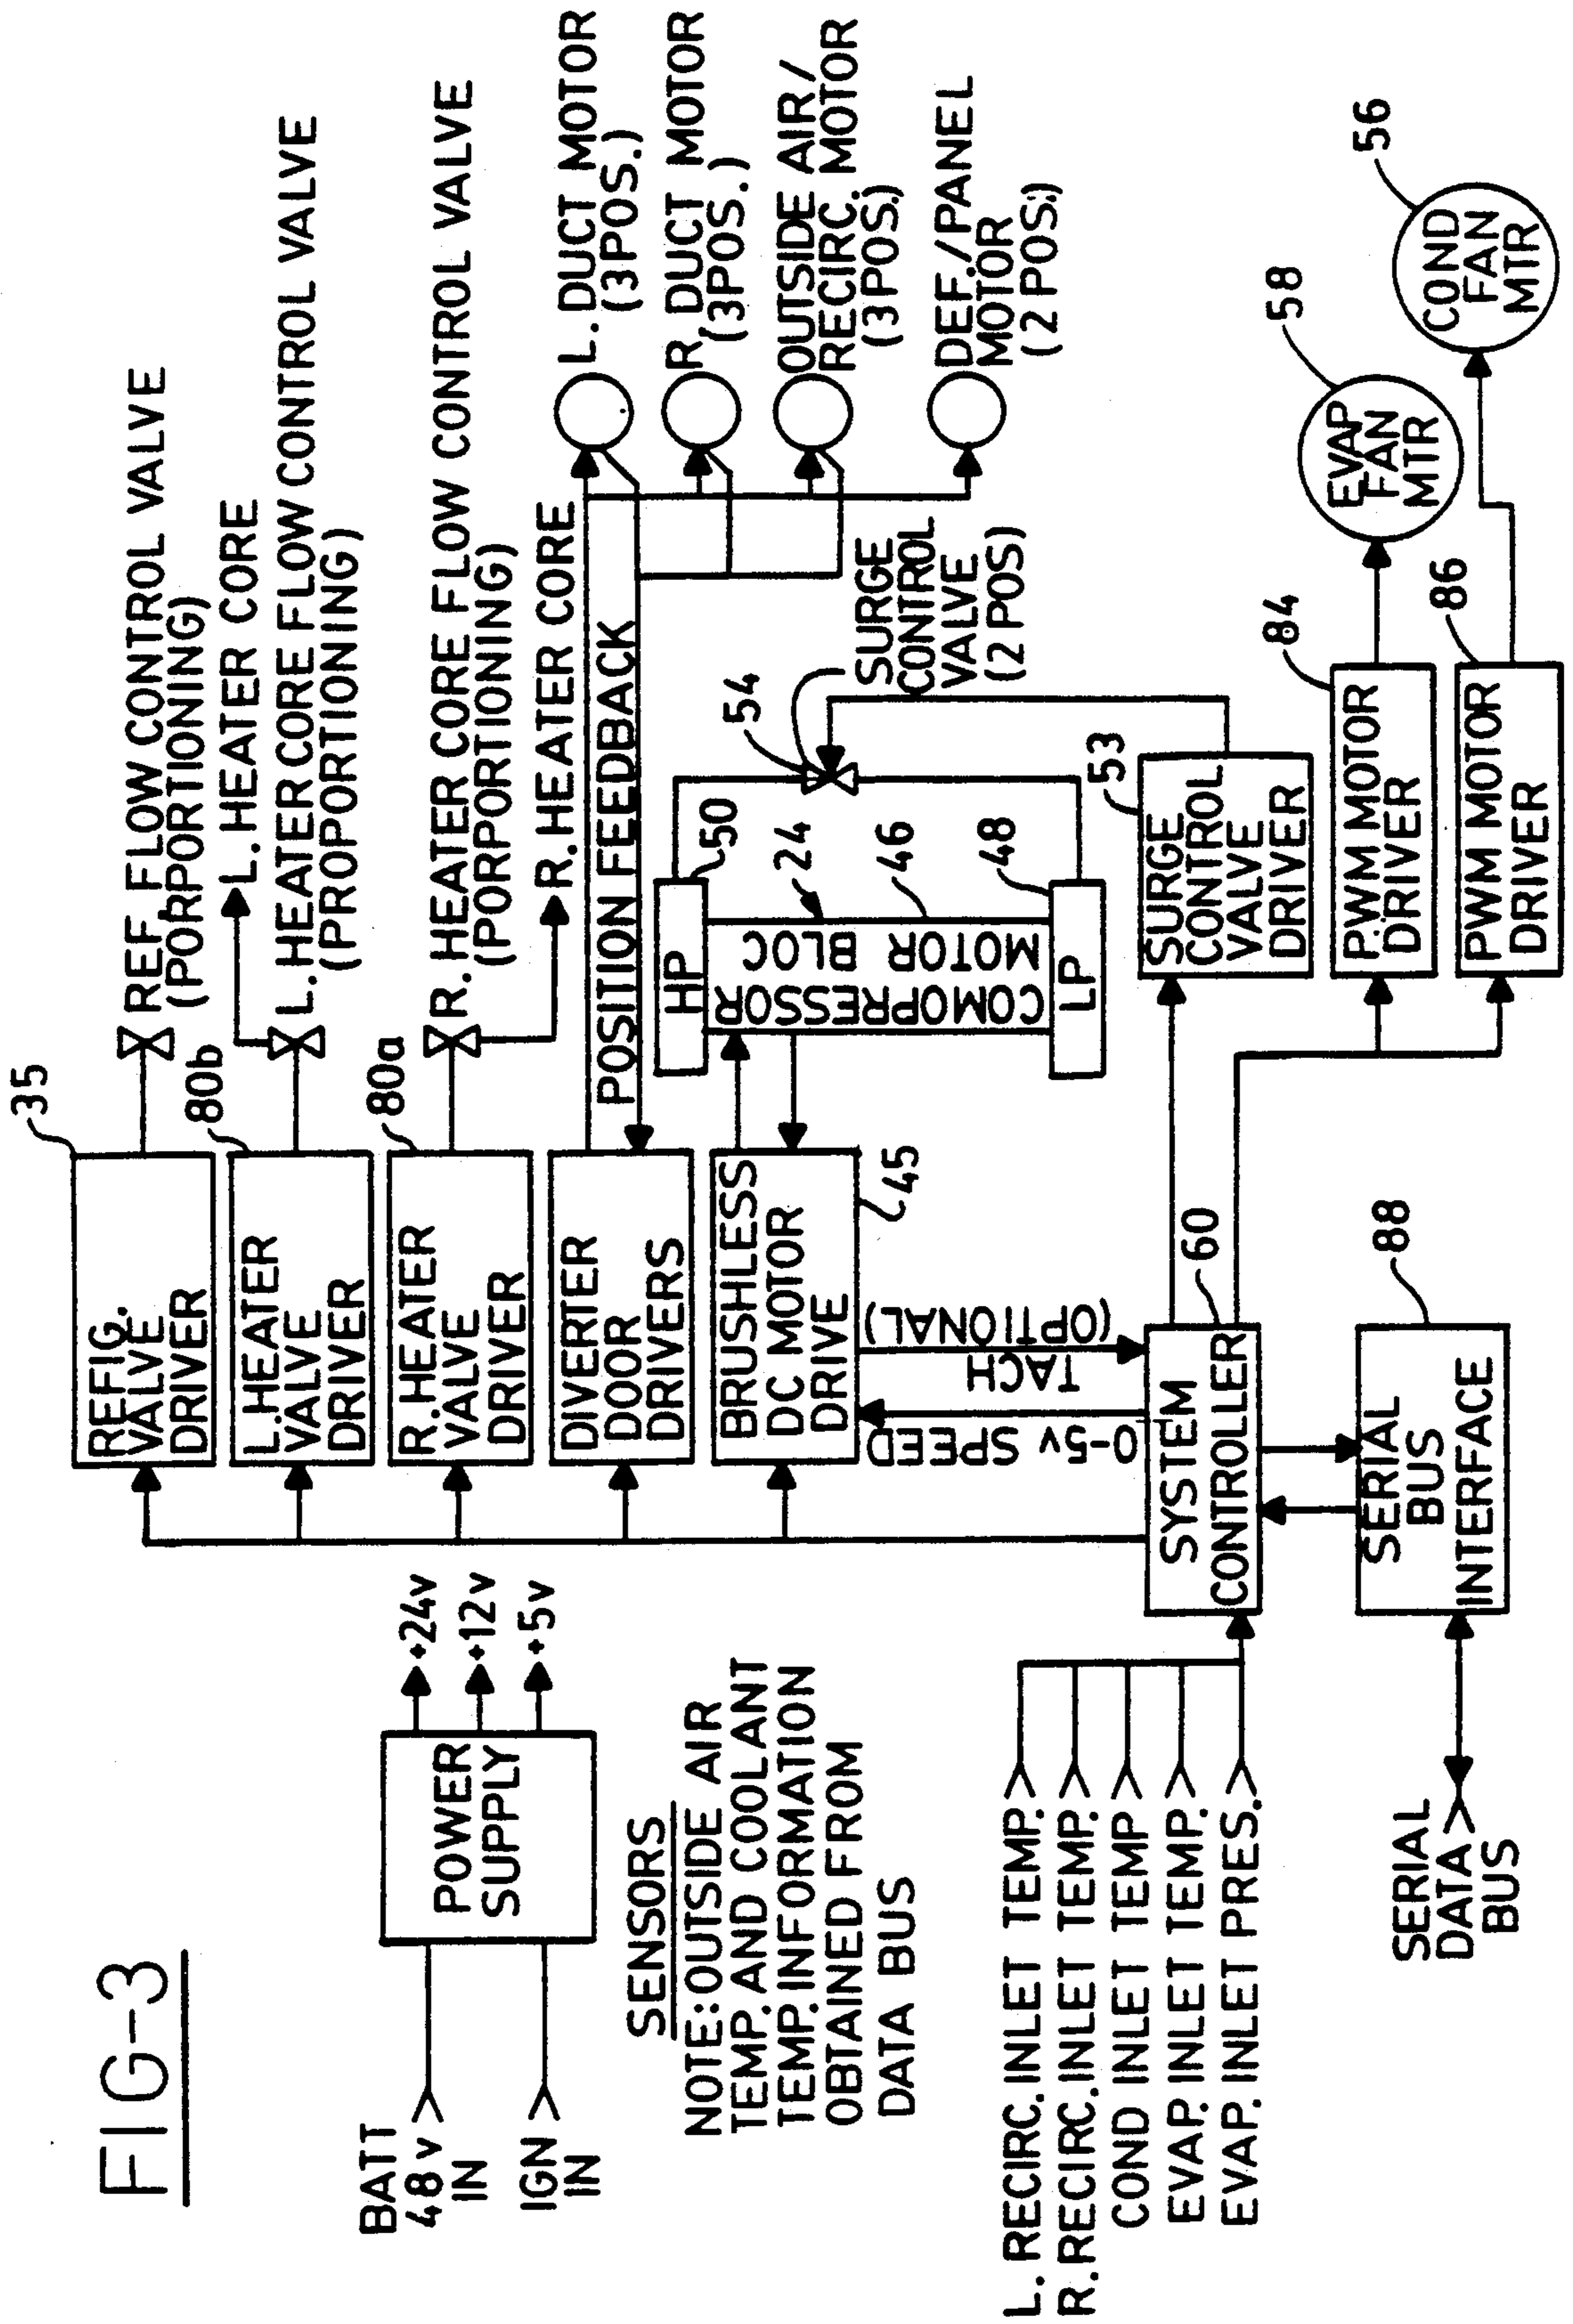 FIG-3
BATT
48v
IN
IGN
IN
POWER
SUPPLY
+24v
+12v
+5v
SENSORS
NOTE:OUTSIDE AIR
TEMP. AND COOLANT
TEMP. INFORMATION
OBTAINED FROM
DATA BUS
L. RECIRC. INLET TEMP.
R. RECIRC. INLET TEMP.
COND INLET TEMP
EVAP. INLET TEMP.
EVAP. INLET PRES.
SERIAL
DATA
BUS
REFIG.
VALVE
DRIVER
35
L.HEATER
VALVE
DRIVER
80b
R.HEATER
VALVE
DRIVER
80a
DIVERTER
DOOR
DRIVERS
BRUSHLESS
DC MOTOR
DRIVE
45
0-5v SPEED
TACH
(OPTIONAL)
SYSTEM
CONTROLLER
60
SERIAL
BUS
INTERFACE
88
REF. FLOW CONTROL VALVE
(PORPORTIONING)
L. HEATER CORE
L. HEATER CORE FLOW CONTROL VALVE
(PROPORTIONING)
R. HEATER CORE FLOW CONTROL VALVE
(PORPORTIONING)
R. HEATER CORE
POSITION FEEDBACK
HP
50
COMOPRESSOR
MOTOR BLOC
24
46
LP
48
54
SURGE
CONTROL
VALVE
(2 POS)
SURGE
CONTROL
VALVE
DRIVER
53
PWM MOTOR
DRIVER
84
PWM MOTOR
DRIVER
86
L. DUCT MOTOR
(3POS.)
R. DUCT MOTOR
(3POS.)
OUTSIDE AIR/
RECIRC. MOTOR
(3POS.)
DEF./PANEL
MOTOR
(2 POS.)
EVAP
FAN
MTR
58
COND
FAN
MTR
56